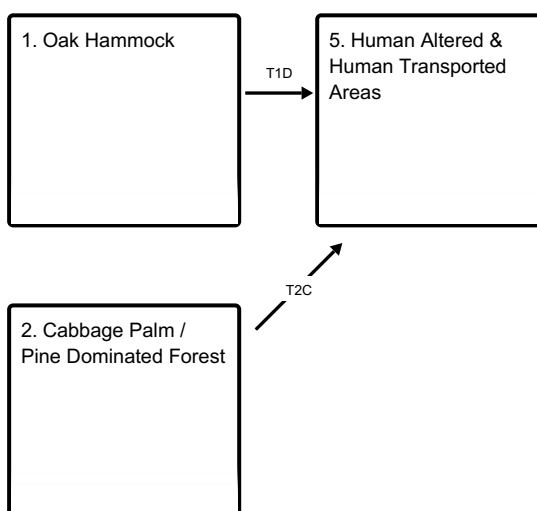 1. Oak Hammock
T1D
5. Human Altered &
Human Transported
Areas
T2C
2. Cabbage Palm /
Pine Dominated Forest